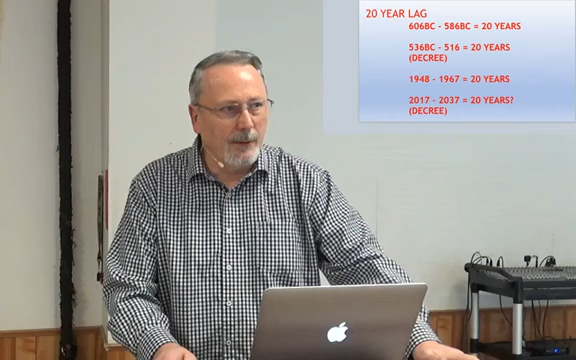 20 YEAR LAG
606BC - 586BC = 20 YEARS
536BC - 516 = 20 YEARS
(DECREE)
1948 - 1967 = 20 YEARS
2017 - 2037 = 20 YEARS?
(DECREE)